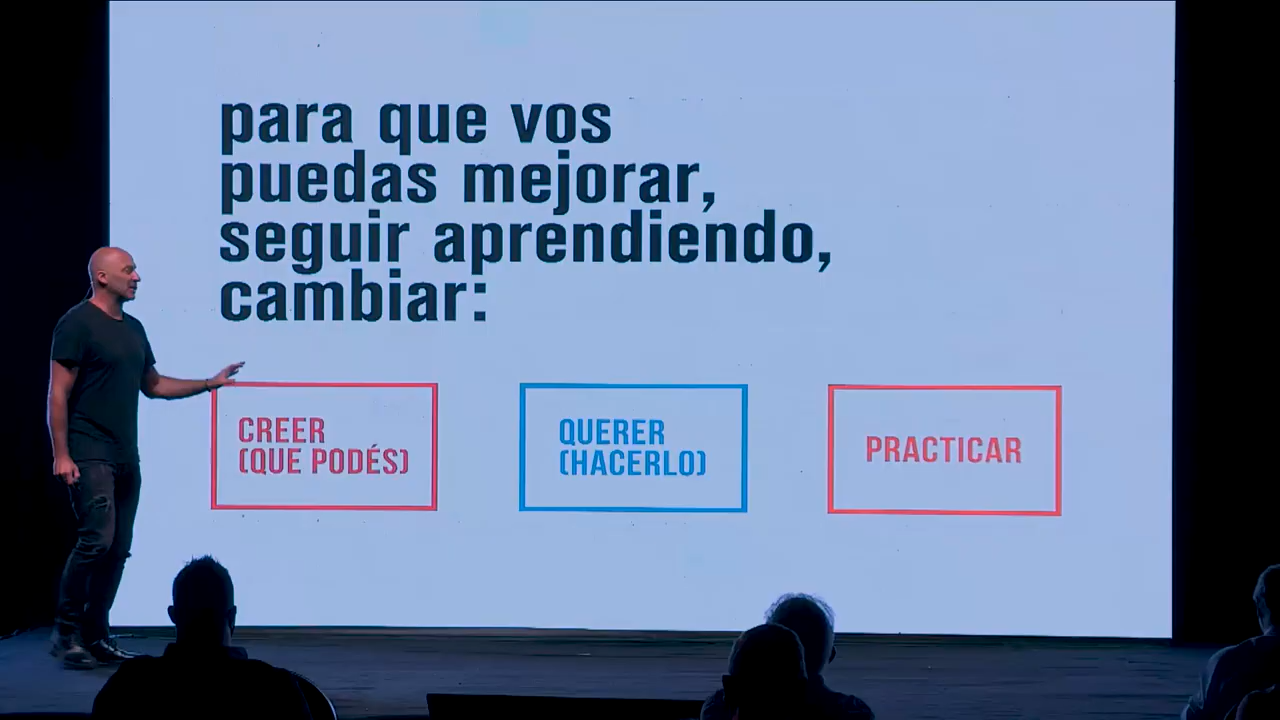 para que vos
puedas mejorar,
seguir aprendiendo,
cambiar:
CREER
(QUE PODÉS)
QUERER
(HACERLO)
PRACTICAR